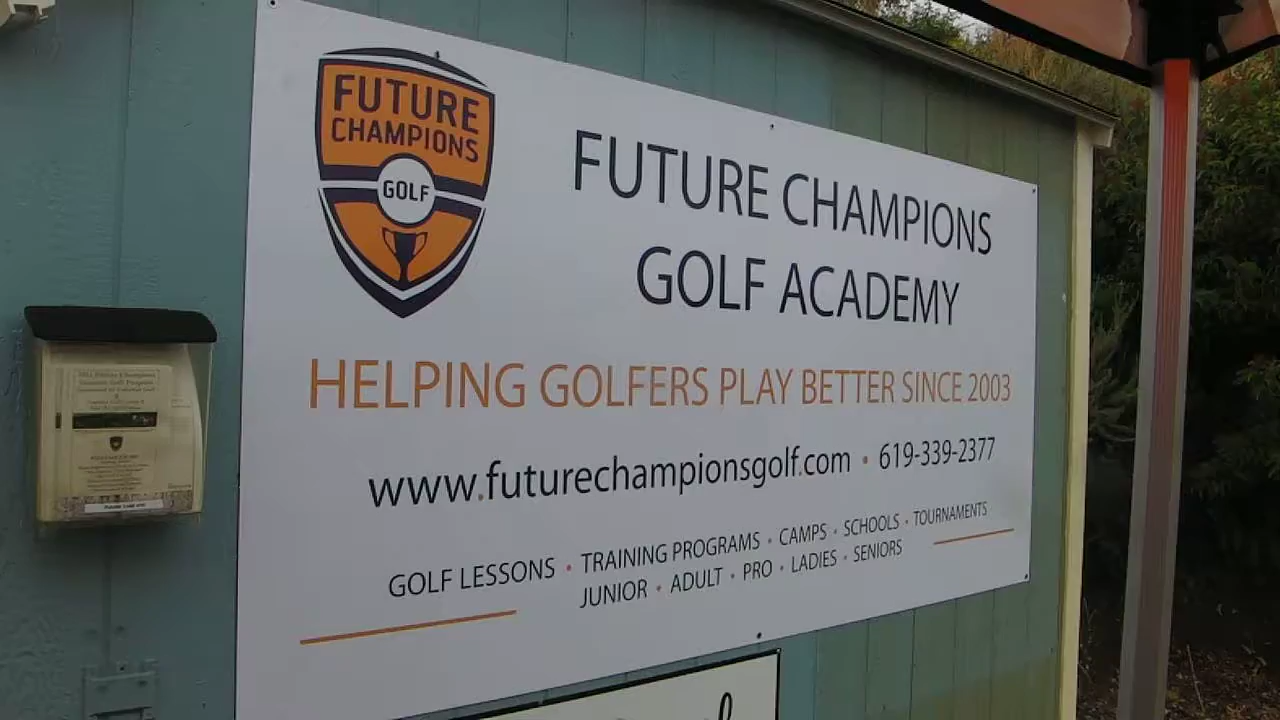 FUTURE
CHAMPIONS
GOLF
FUTURE CHAMPIONS
GOLF ACADEMY
HELPING GOLFERS PLAY BETTER SINCE 2003
www.futurechampionsgolf.com • 619-339-2377
GOLF LESSONS • TRAINING PROGRAMS • CAMPS • SCHOOLS • TOURNAMENTS
JUNIOR • ADULT • PRO • LADIES • SENIORS